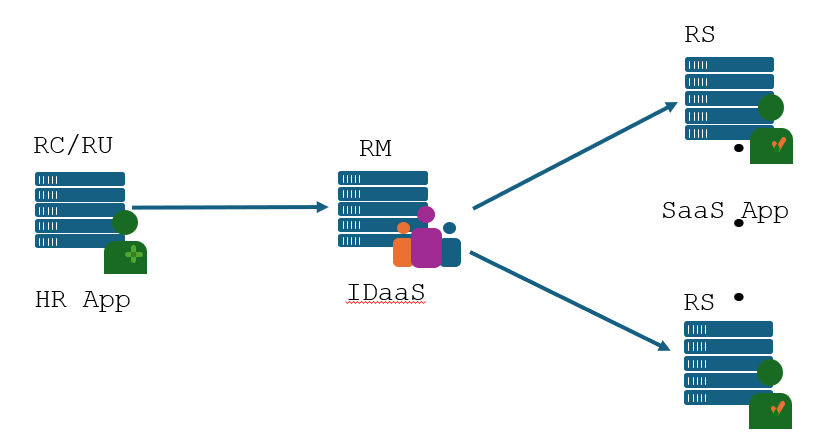 RS
RC/RU
RM
SaaS App
HR App
IDaaS
RS